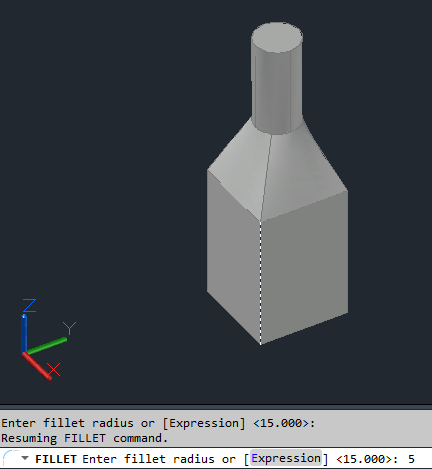 Z
Y
X
Enter fillet radius or [Expression] <15.000>:
Resuming FILLET command.
FILLET Enter fillet radius or [Expression] <15.000>: 5